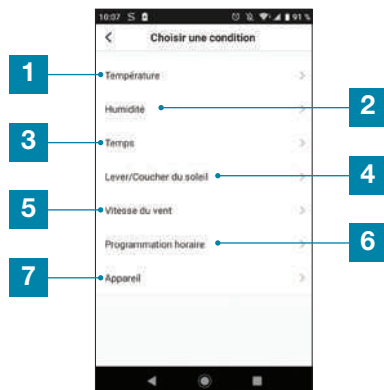 10:07 S 91 %
Choisir une condition
1 Température
Humidité 2
3 Temps
Lever/Coucher du soleil 4
5 Vitesse du vent
Programmation horaire 6
7 Appareil